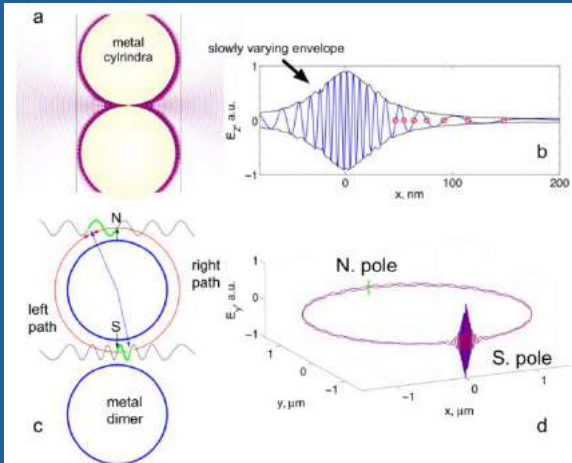 a
metal
cylrindra
slowly varying envelope
1
0
-1
E_z, a.u.
b
0
100
200
x, nm
N
right
path
left
path
S
metal
dimer
c
1
0
-1
E_y, a.u.
N. pole
S. pole
1
0
-1
y, μm
-1
0
1
x, μm
d